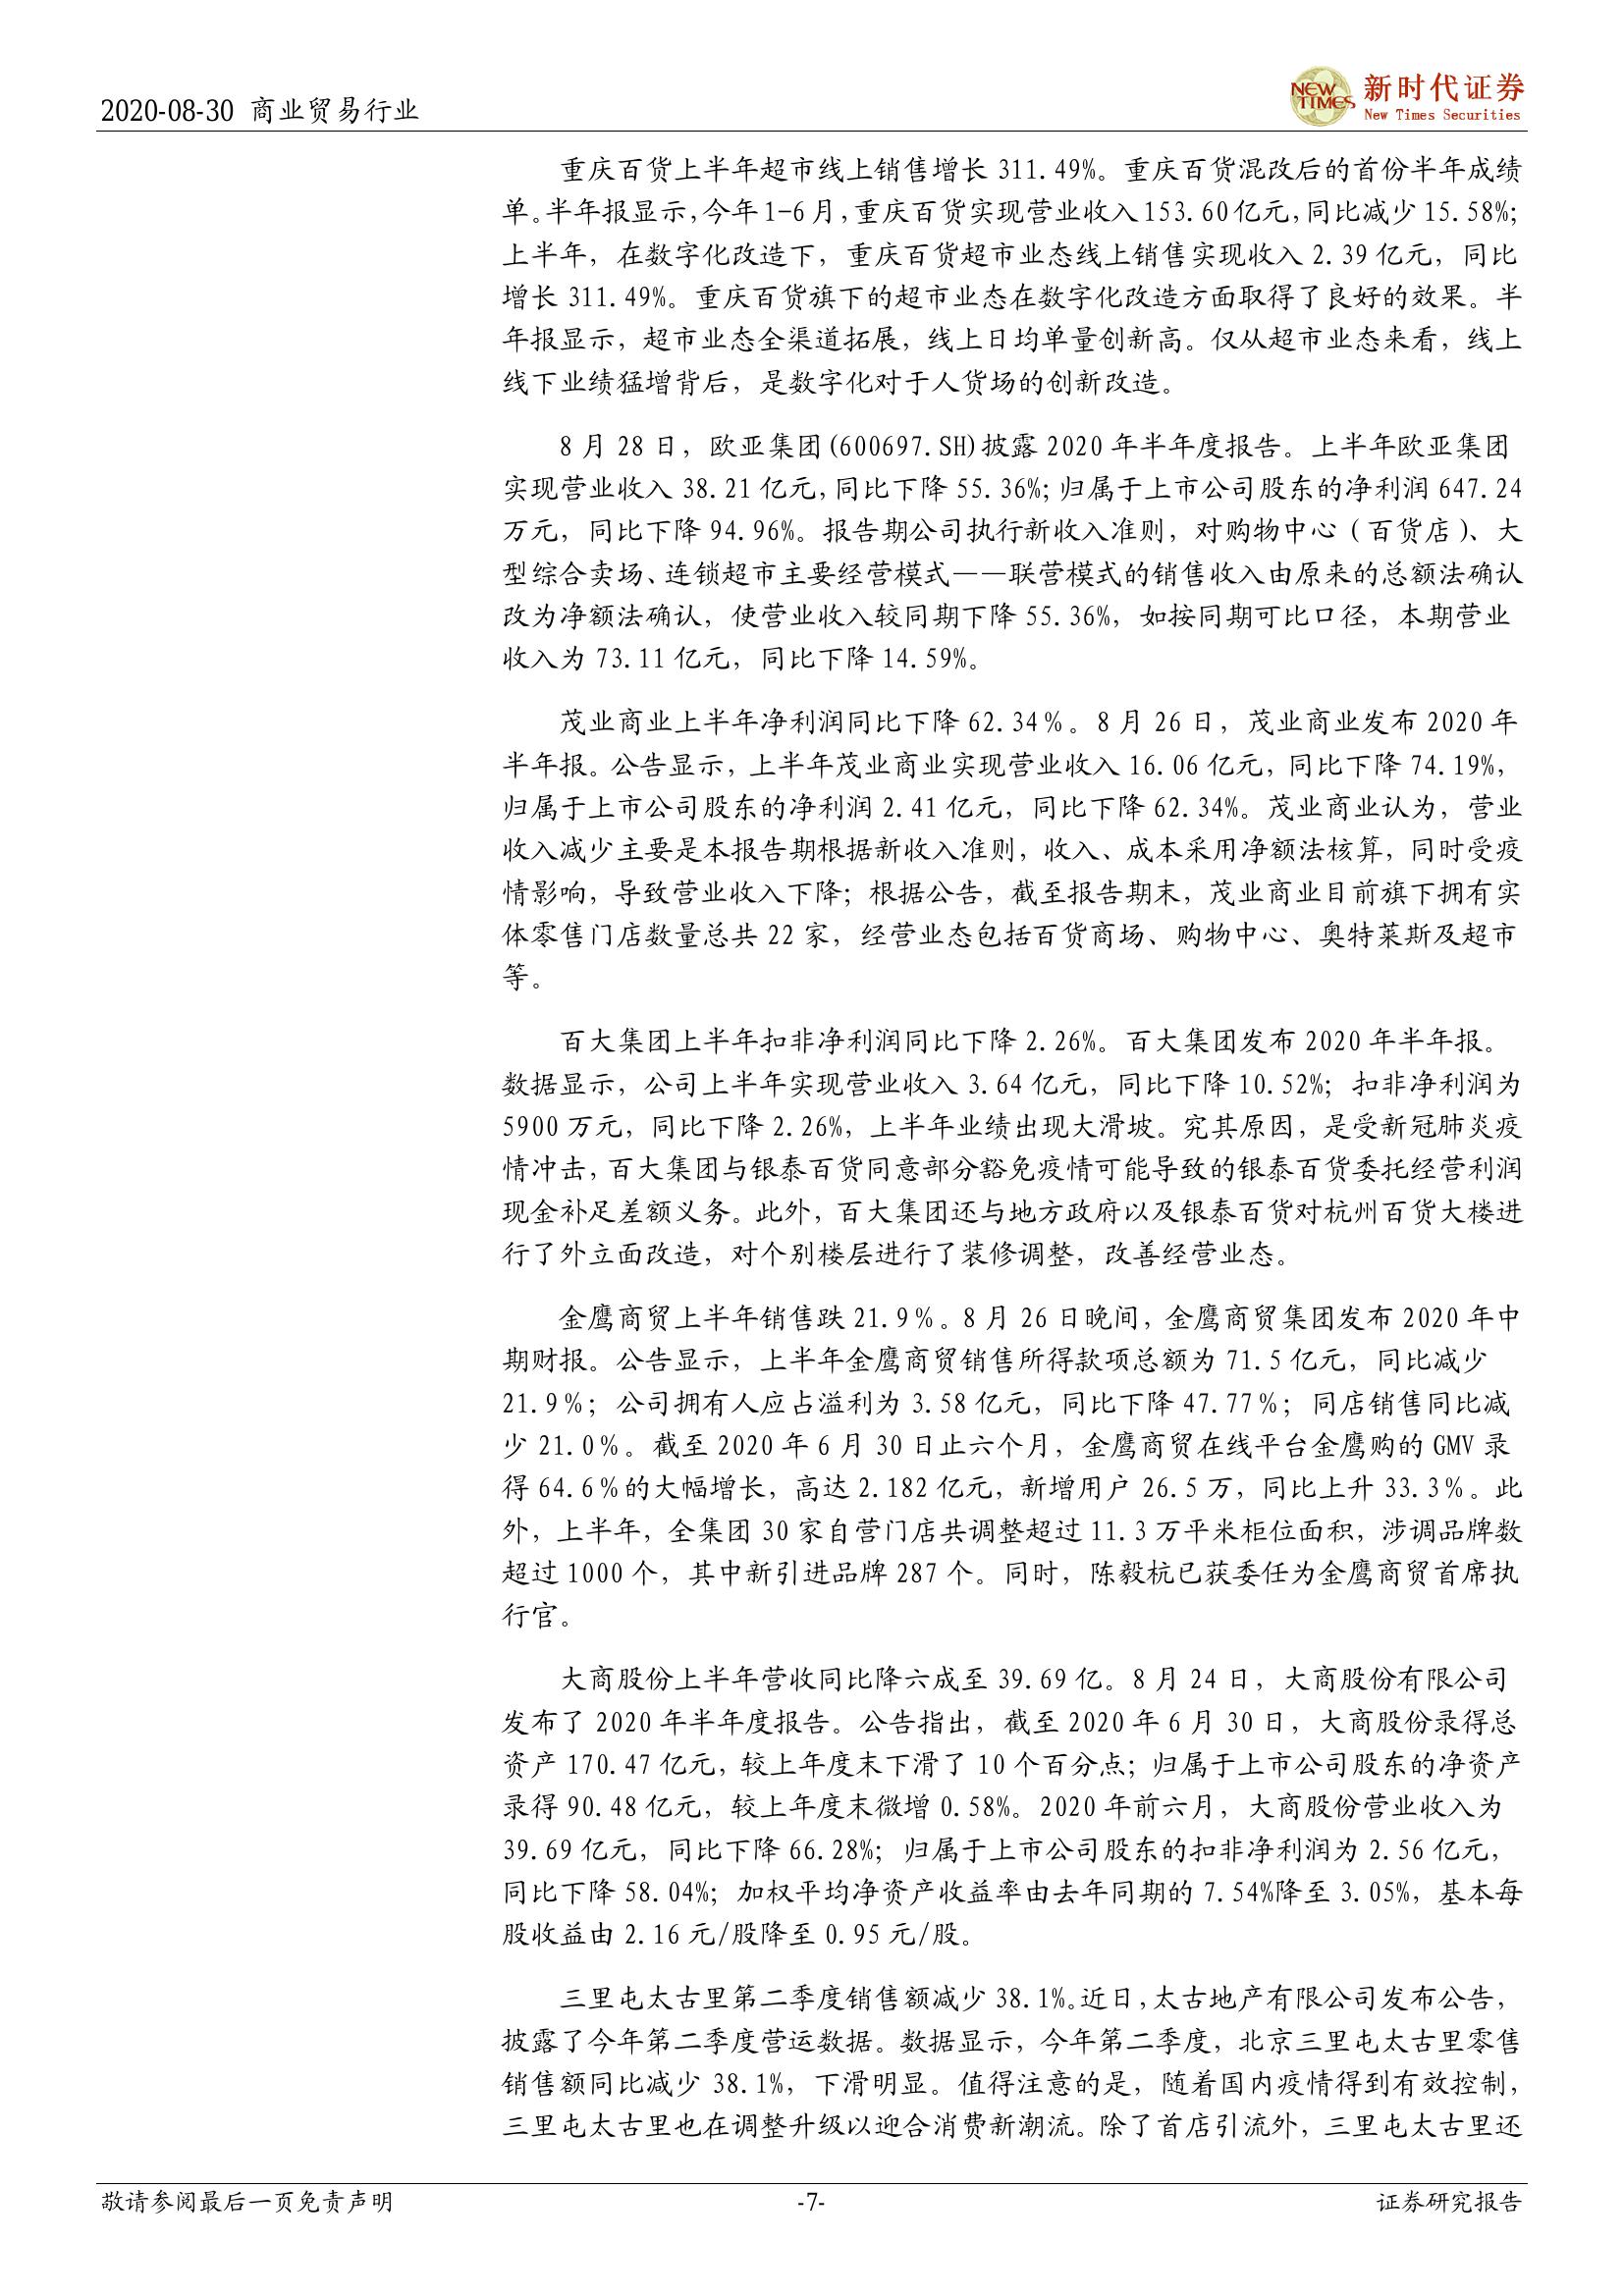 2020-08-30 商业贸易行业
NEW TIMES
新时代证券
New Times Securities
重庆百货上半年超市线上销售增长 311.49%。重庆百货混改后的首份半年成绩
单。半年报显示,今年1-6月,重庆百货实现营业收入153.60亿元,同比减少 15.58%;
上半年，在数字化改造下，重庆百货超市业态线上销售实现收入 2.39 亿元，同比
增长 311.49%。重庆百货旗下的超市业态在数字化改造方面取得了良好的效果。半
年报显示，超市业态全渠道拓展，线上日均单量创新高。仅从超市业态来看，线上
线下业绩猛增背后，是数字化对于人货场的创新改造。
8 月 28 日，欧亚集团(600697.SH)披露 2020 年半年度报告。上半年欧亚集团
实现营业收入 38.21 亿元,同比下降 55.36%;归属于上市公司股东的净利润 647.24
万元，同比下降 94.96%。报告期公司执行新收入准则，对购物中心（百货店）、大
型综合卖场、连锁超市主要经营模式——联营模式的销售收入由原来的总额法确认
改为净额法确认，使营业收入较同期下降 55.36%，如按同期可比口径，本期营业
收入为 73.11 亿元，同比下降 14.59%。
茂业商业上半年净利润同比下降 62.34％。8 月 26 日，茂业商业发布 2020 年
半年报。公告显示，上半年茂业商业实现营业收入 16.06 亿元，同比下降 74.19%，
归属于上市公司股东的净利润 2.41 亿元，同比下降 62.34%。茂业商业认为，营业
收入减少主要是本报告期根据新收入准则，收入、成本采用净额法核算，同时受疫
情影响，导致营业收入下降；根据公告，截至报告期末，茂业商业目前旗下拥有实
体零售门店数量总共 22 家，经营业态包括百货商场、购物中心、奥特莱斯及超市
等。
百大集团上半年扣非净利润同比下降 2.26%。百大集团发布 2020 年半年报。
数据显示，公司上半年实现营业收入 3.64 亿元，同比下降 10.52%；扣非净利润为
5900 万元，同比下降 2.26%，上半年业绩出现大滑坡。究其原因，是受新冠肺炎疫
情冲击，百大集团与银泰百货同意部分豁免疫情可能导致的银泰百货委托经营利润
现金补足差额义务。此外，百大集团还与地方政府以及银泰百货对杭州百货大楼进
行了外立面改造，对个别楼层进行了装修调整，改善经营业态。
金鹰商贸上半年销售跌 21.9％。8 月 26 日晚间，金鹰商贸集团发布 2020 年中
期财报。公告显示，上半年金鹰商贸销售所得款项总额为 71.5 亿元，同比减少
21.9％；公司拥有人应占溢利为 3.58 亿元，同比下降 47.77％；同店销售同比减
少 21.0％。截至 2020 年 6 月 30 日止六个月，金鹰商贸在线平台金鹰购的 GMV 录
得 64.6％的大幅增长，高达 2.182 亿元，新增用户 26.5 万，同比上升 33.3％。此
外，上半年，全集团 30 家自营门店共调整超过 11.3 万平米柜位面积，涉调品牌数
超过 1000 个，其中新引进品牌 287 个。同时，陈毅杭已获委任为金鹰商贸首席执
行官。
大商股份上半年营收同比降六成至 39.69 亿。8 月 24 日，大商股份有限公司
发布了 2020 年半年度报告。公告指出，截至 2020 年 6 月 30 日，大商股份录得总
资产 170.47 亿元，较上年度末下滑了 10 个百分点；归属于上市公司股东的净资产
录得 90.48 亿元，较上年度末微增 0.58%。2020 年前六月，大商股份营业收入为
39.69 亿元，同比下降 66.28%；归属于上市公司股东的扣非净利润为 2.56 亿元，
同比下降 58.04%；加权平均净资产收益率由去年同期的 7.54%降至 3.05%，基本每
股收益由 2.16 元/股降至 0.95 元/股。
三里屯太古里第二季度销售额减少 38.1%。近日，太古地产有限公司发布公告，
披露了今年第二季度营运数据。数据显示，今年第二季度，北京三里屯太古里零售
销售额同比减少 38.1%，下滑明显。值得注意的是，随着国内疫情得到有效控制，
三里屯太古里也在调整升级以迎合消费新潮流。除了首店引流外，三里屯太古里还
敬请参阅最后一页免责声明
-7-
证券研究报告